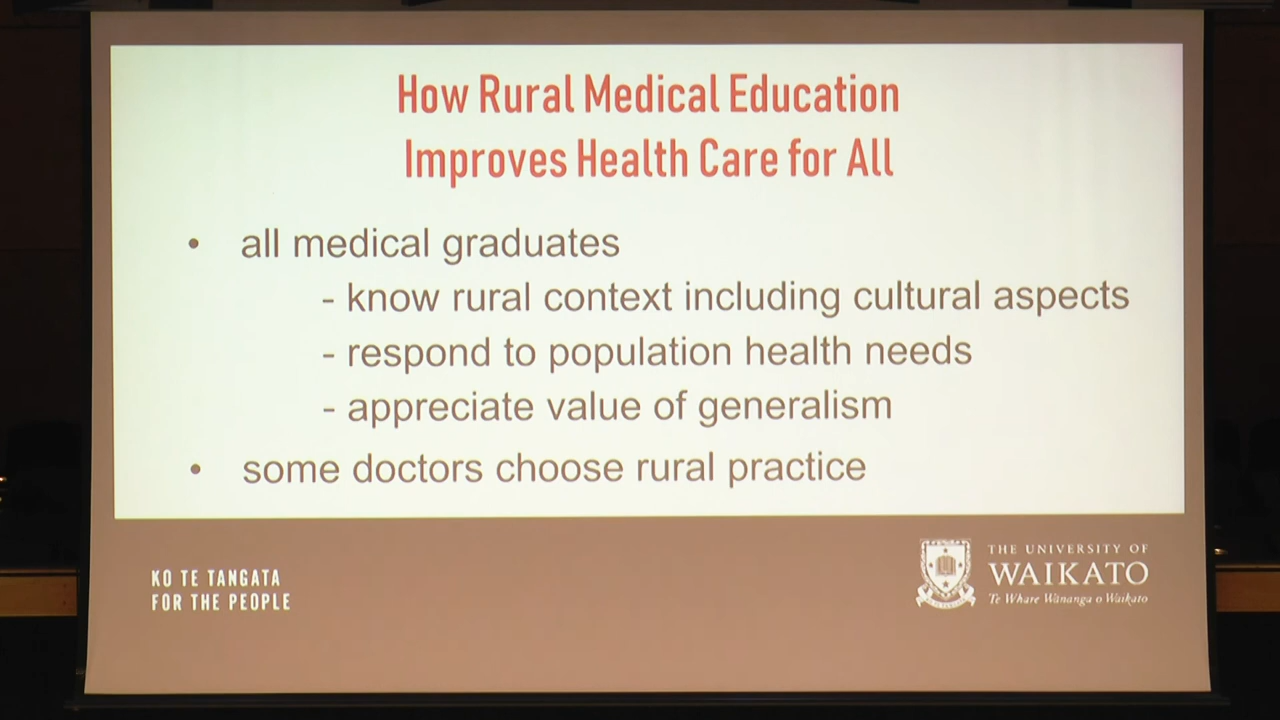 How Rural Medical Education
Improves Health Care for All
• all medical graduates
- know rural context including cultural aspects
- respond to population health needs
- appreciate value of generalism
• some doctors choose rural practice
KO TE TANGATA
FOR THE PEOPLE
THE UNIVERSITY OF
WAIKATO
Te Whare Wānanga o Waikato